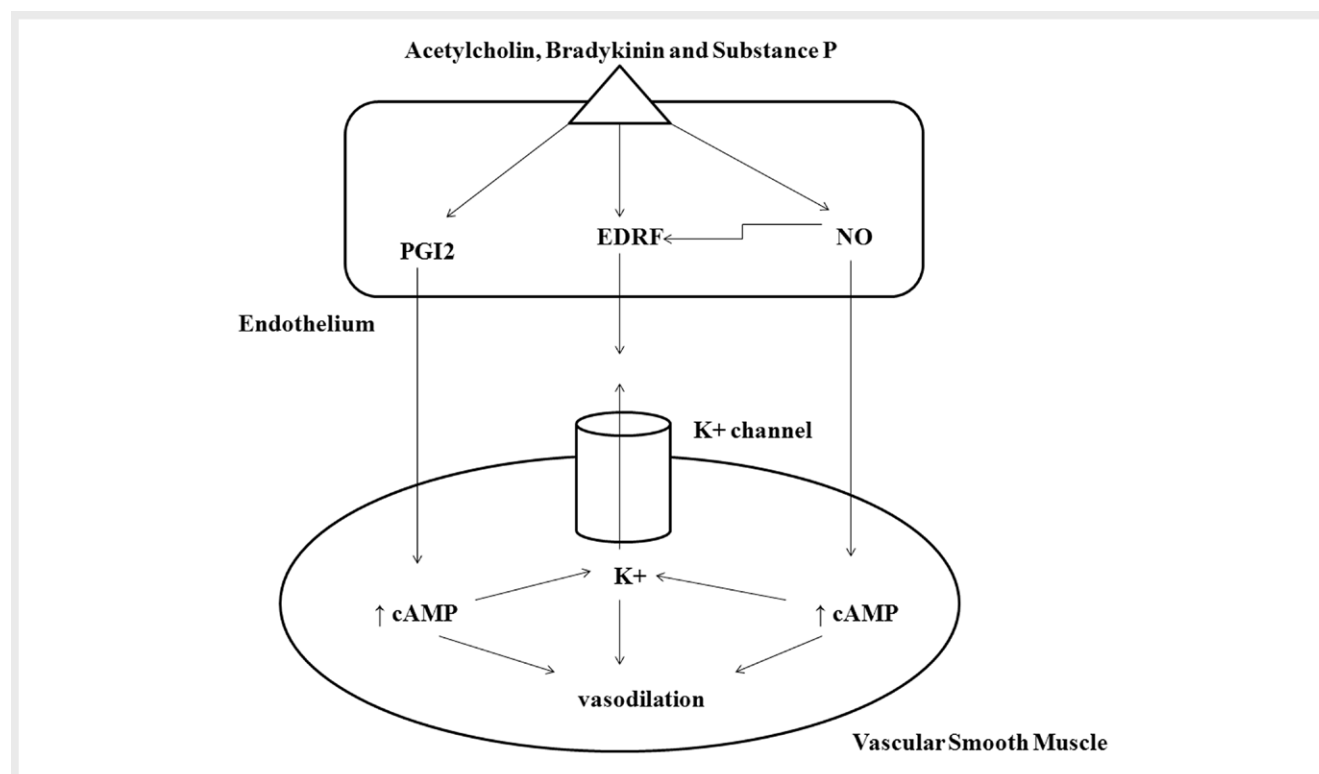 Acetylcholin, Bradykinin and Substance P
PGI2
EDRF
NO
Endothelium
K+ channel
K+
↑ cAMP
↑ cAMP
vasodilation
Vascular Smooth Muscle